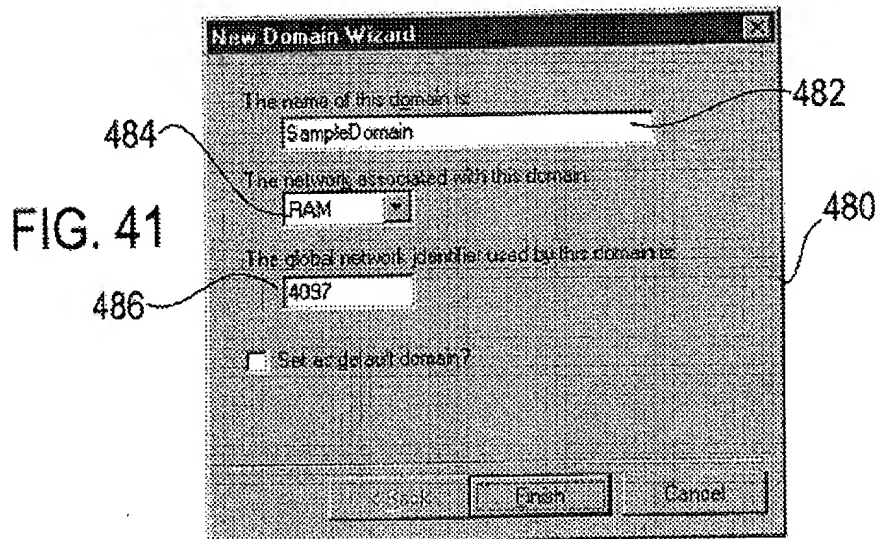 New Domain Wizard
The name of this domain is:
482
SampleDomain
484
The network associated with this domain:
RAM
480
FIG. 41
The global network identifier used by this domain is:
486
4097
Set as default domain?
< Back
Finish
Cancel